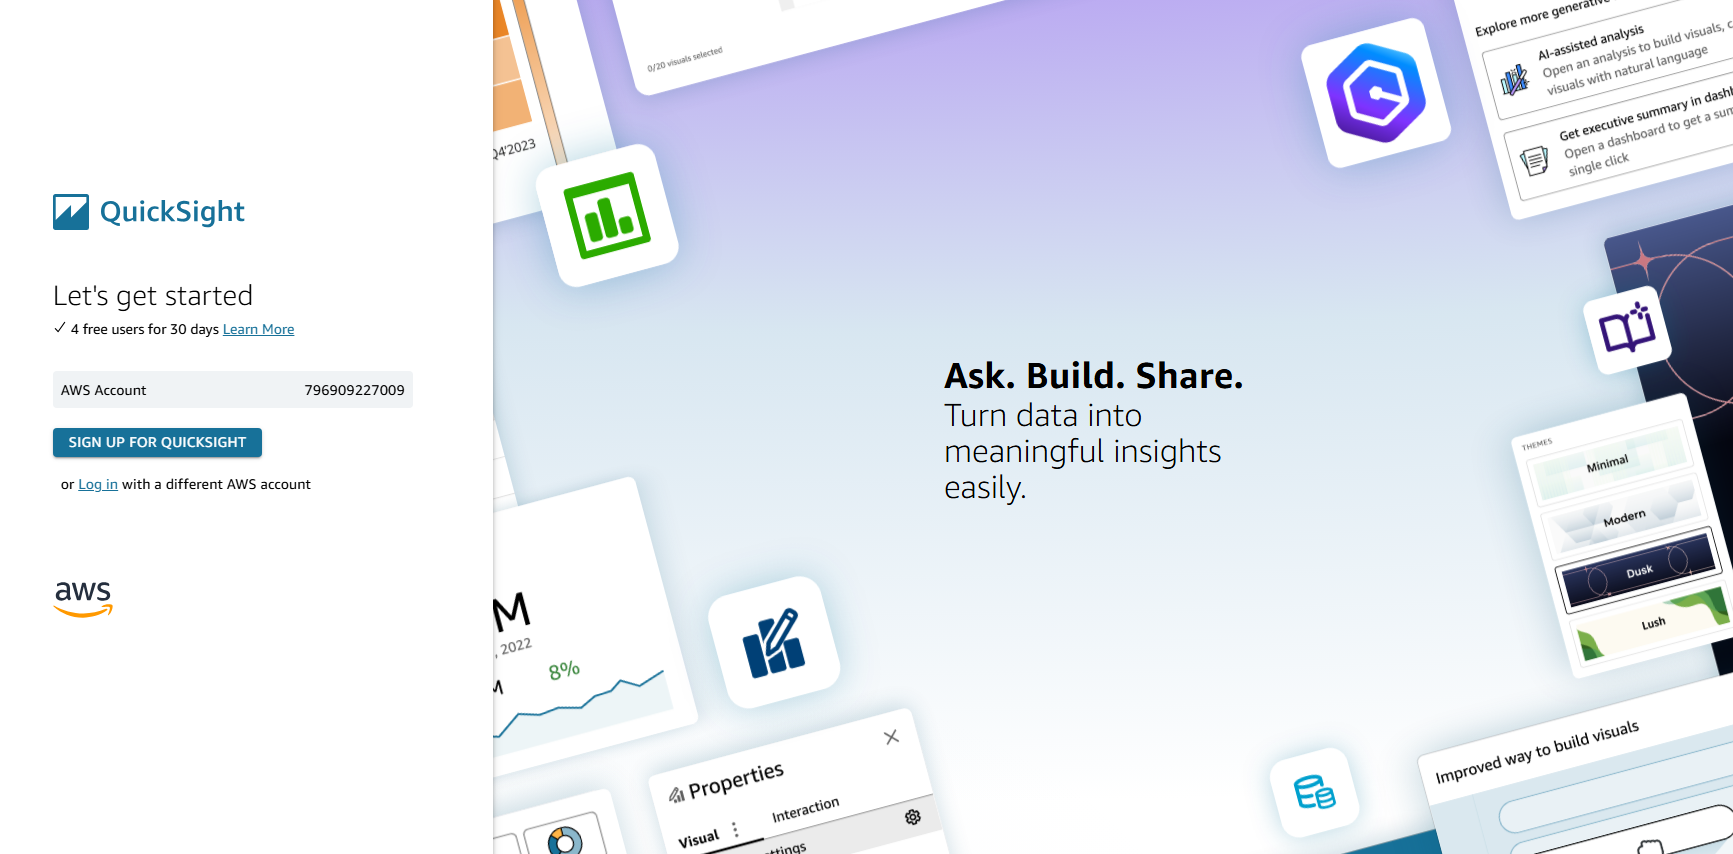 QuickSight
Let's get started
4 free users for 30 days Learn More
AWS Account 796909227009
SIGN UP FOR QUICKSIGHT
or Log in with a different AWS account
aws
Q4'2023
0/20 visuals selected
Explore more
AI-assisted analysis
Open an analysis to build visuals,
visuals with natural language
Get executive summary in
Open a dashboard to get a
single click
Ask. Build. Share.
Turn data into
meaningful insights
easily.
THEMES
Minimal
Modern
Dusk
Lush
M
, 2022
M
8%
Properties
Visual
Interaction
Improved way to build visuals